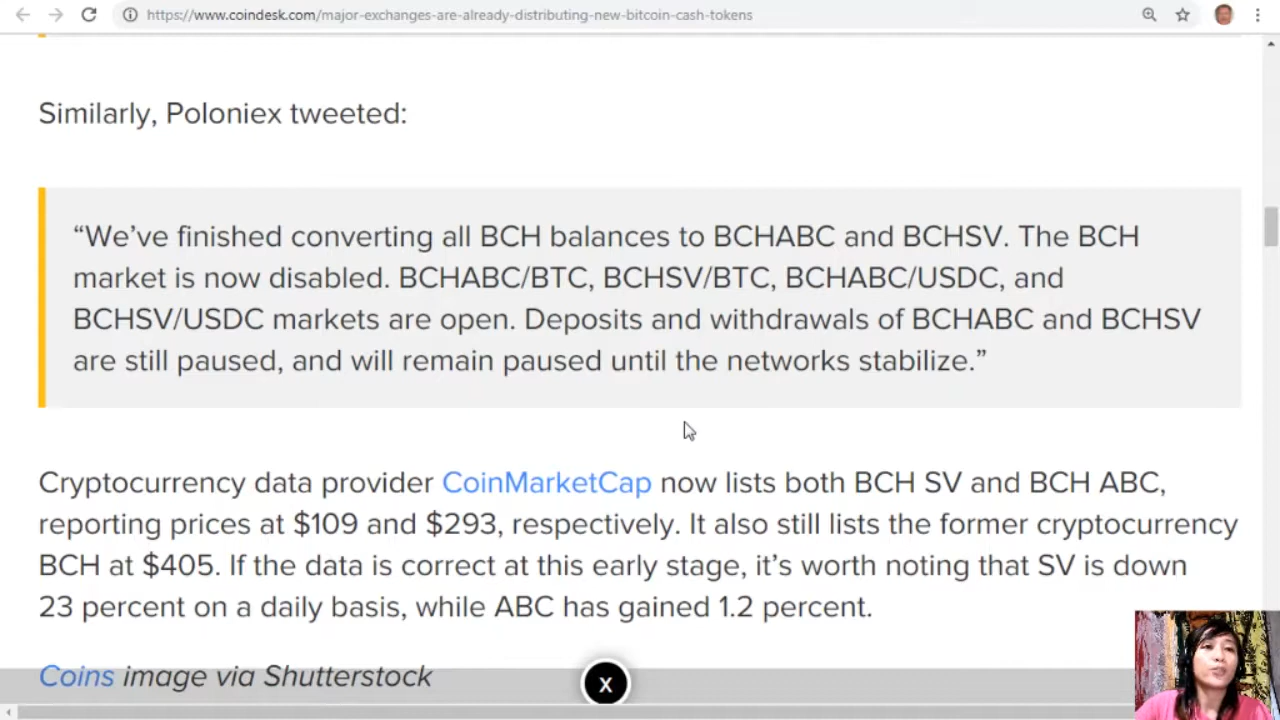 https://www.coindesk.com/major-exchanges-are-already-distributing-new-bitcoin-cash-tokens
Similarly, Poloniex tweeted:
“We’ve finished converting all BCH balances to BCHABC and BCHSV. The BCH
market is now disabled. BCHABC/BTC, BCHSV/BTC, BCHABC/USDC, and
BCHSV/USDC markets are open. Deposits and withdrawals of BCHABC and BCHSV
are still paused, and will remain paused until the networks stabilize.”
Cryptocurrency data provider CoinMarketCap now lists both BCH SV and BCH ABC,
reporting prices at $109 and $293, respectively. It also still lists the former cryptocurrency
BCH at $405. If the data is correct at this early stage, it’s worth noting that SV is down
23 percent on a daily basis, while ABC has gained 1.2 percent.
Coins image via Shutterstock
X